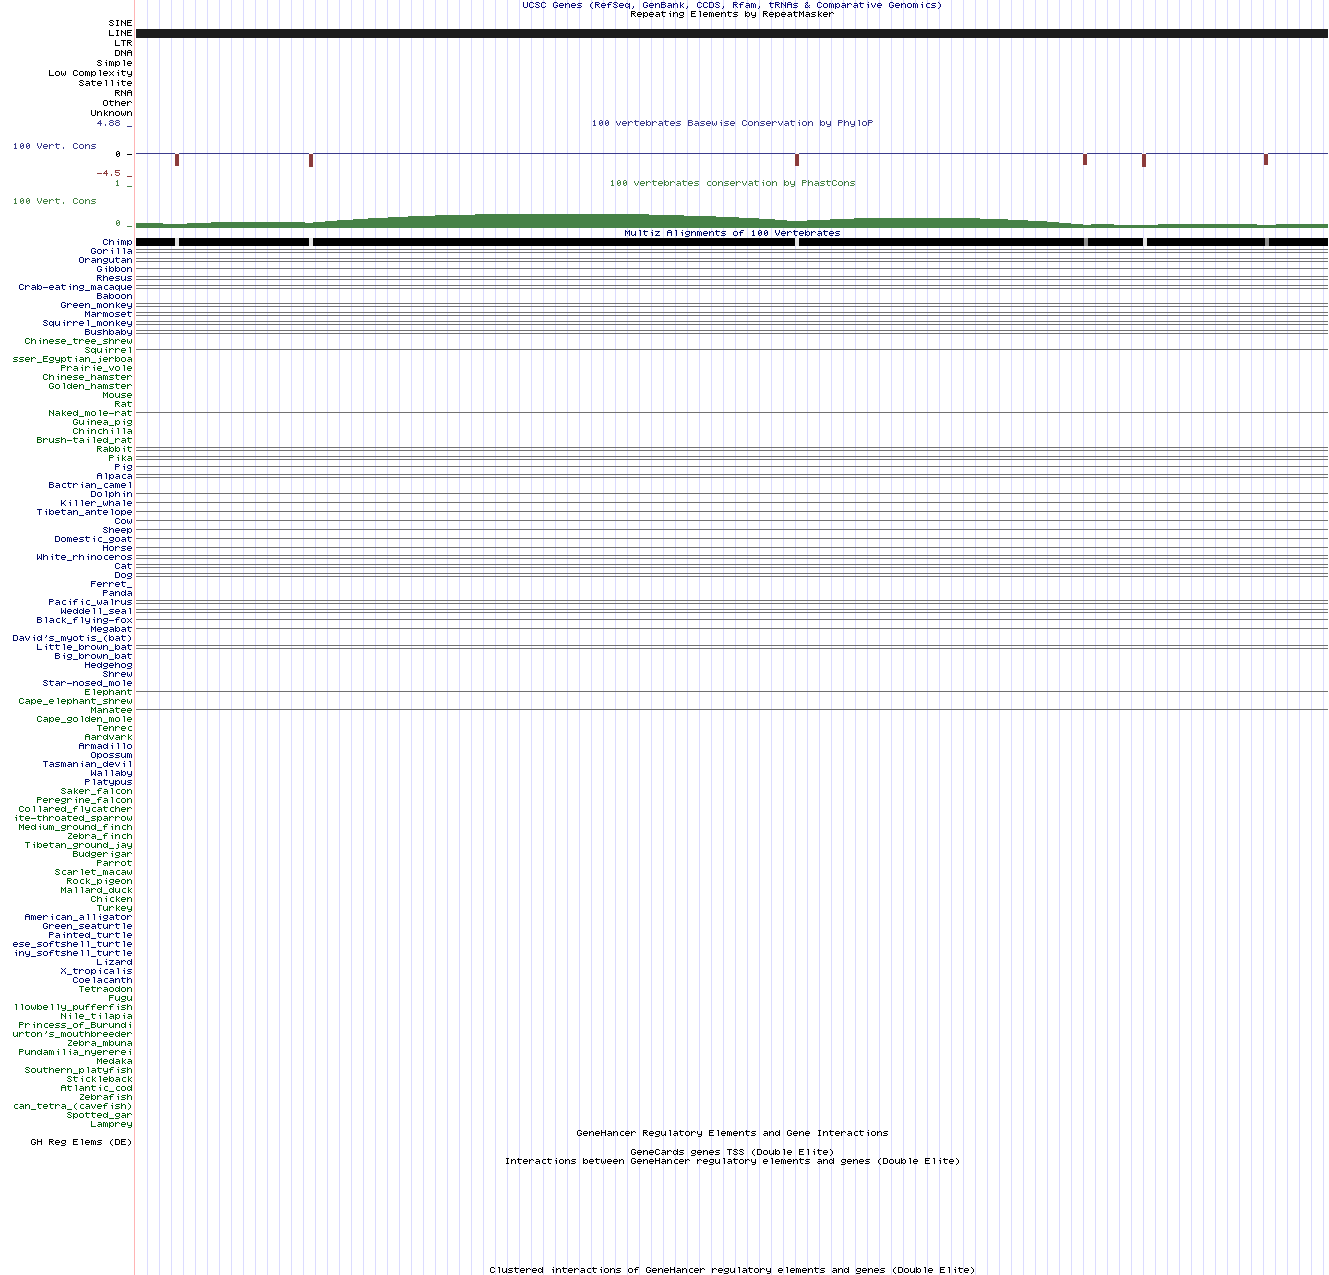 UCSC Genes (RefSeq, GenBank, CCDS, Rfam, tRNAs & Comparative Genomics)
Repeating Elements by RepeatMasker
SINE
LINE
LTR
DNA
Simple
Low Complexity
Satellite
RNA
Other
Unknown
4.88 _
100 vertebrates Basewise Conservation by PhyloP
100 Vert. Cons
0 -
-4.5 _
1 _
100 vertebrates conservation by PhastCons
100 Vert. Cons
0 _
Multiz Alignments of 100 Vertebrates
Chimp
Gorilla
Orangutan
Gibbon
Rhesus
Crab-eating_macaque
Baboon
Green_monkey
Marmoset
Squirrel_monkey
Bushbaby
Chinese_tree_shrew
Squirrel
sser_Egyptian_jerboa
Prairie_vole
Chinese_hamster
Golden_hamster
Mouse
Rat
Naked_mole-rat
Guinea_pig
Chinchilla
Brush-tailed_rat
Rabbit
Pika
Pig
Alpaca
Bactrian_camel
Dolphin
Killer_whale
Tibetan_antelope
Cow
Sheep
Domestic_goat
Horse
White_rhinoceros
Cat
Dog
Ferret_
Panda
Pacific_walrus
Weddell_seal
Black_flying-fox
Megabat
David's_myotis_(bat)
Little_brown_bat
Big_brown_bat
Hedgehog
Shrew
Star-nosed_mole
Elephant
Cape_elephant_shrew
Manatee
Cape_golden_mole
Tenrec
Aardvark
Armadillo
Opossum
Tasmanian_devil
Wallaby
Platypus
Saker_falcon
Peregrine_falcon
Collared_flycatcher
ite-throated_sparrow
Medium_ground_finch
Zebra_finch
Tibetan_ground_jay
Budgerigar
Parrot
Scarlet_macaw
Rock_pigeon
Mallard_duck
Chicken
Turkey
American_alligator
Green_seaturtle
Painted_turtle
ese_softshell_turtle
iny_softshell_turtle
Lizard
X_tropicalis
Coelacanth
Tetraodon
Fugu
llowbelly_pufferfish
Nile_tilapia
Princess_of_Burundi
urton's_mouthbreeder
Zebra_mbuna
Pundamilia_nyererei
Medaka
Southern_platyfish
Stickleback
Atlantic_cod
Zebrafish
can_tetra_(cavefish)
Spotted_gar
Lamprey
GeneHancer Regulatory Elements and Gene Interactions
GH Reg Elems (DE)
GeneCards genes TSS (Double Elite)
Interactions between GeneHancer regulatory elements and genes (Double Elite)
Clustered interactions of GeneHancer regulatory elements and genes (Double Elite)